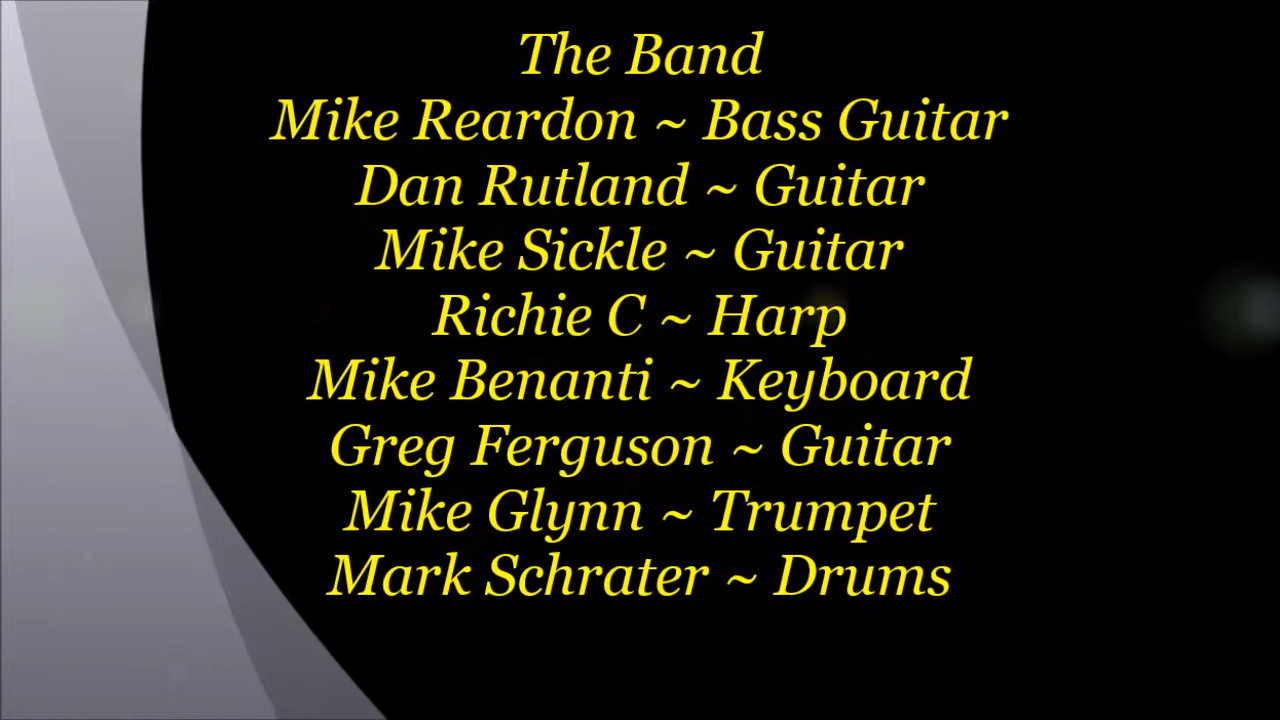 The Band
Mike Reardon ~ Bass Guitar
Dan Rutland ~ Guitar
Mike Sickle ~ Guitar
Richie C ~ Harp
Mike Benanti ~ Keyboard
Greg Ferguson ~ Guitar
Mike Glynn ~ Trumpet
Mark Schrater ~ Drums